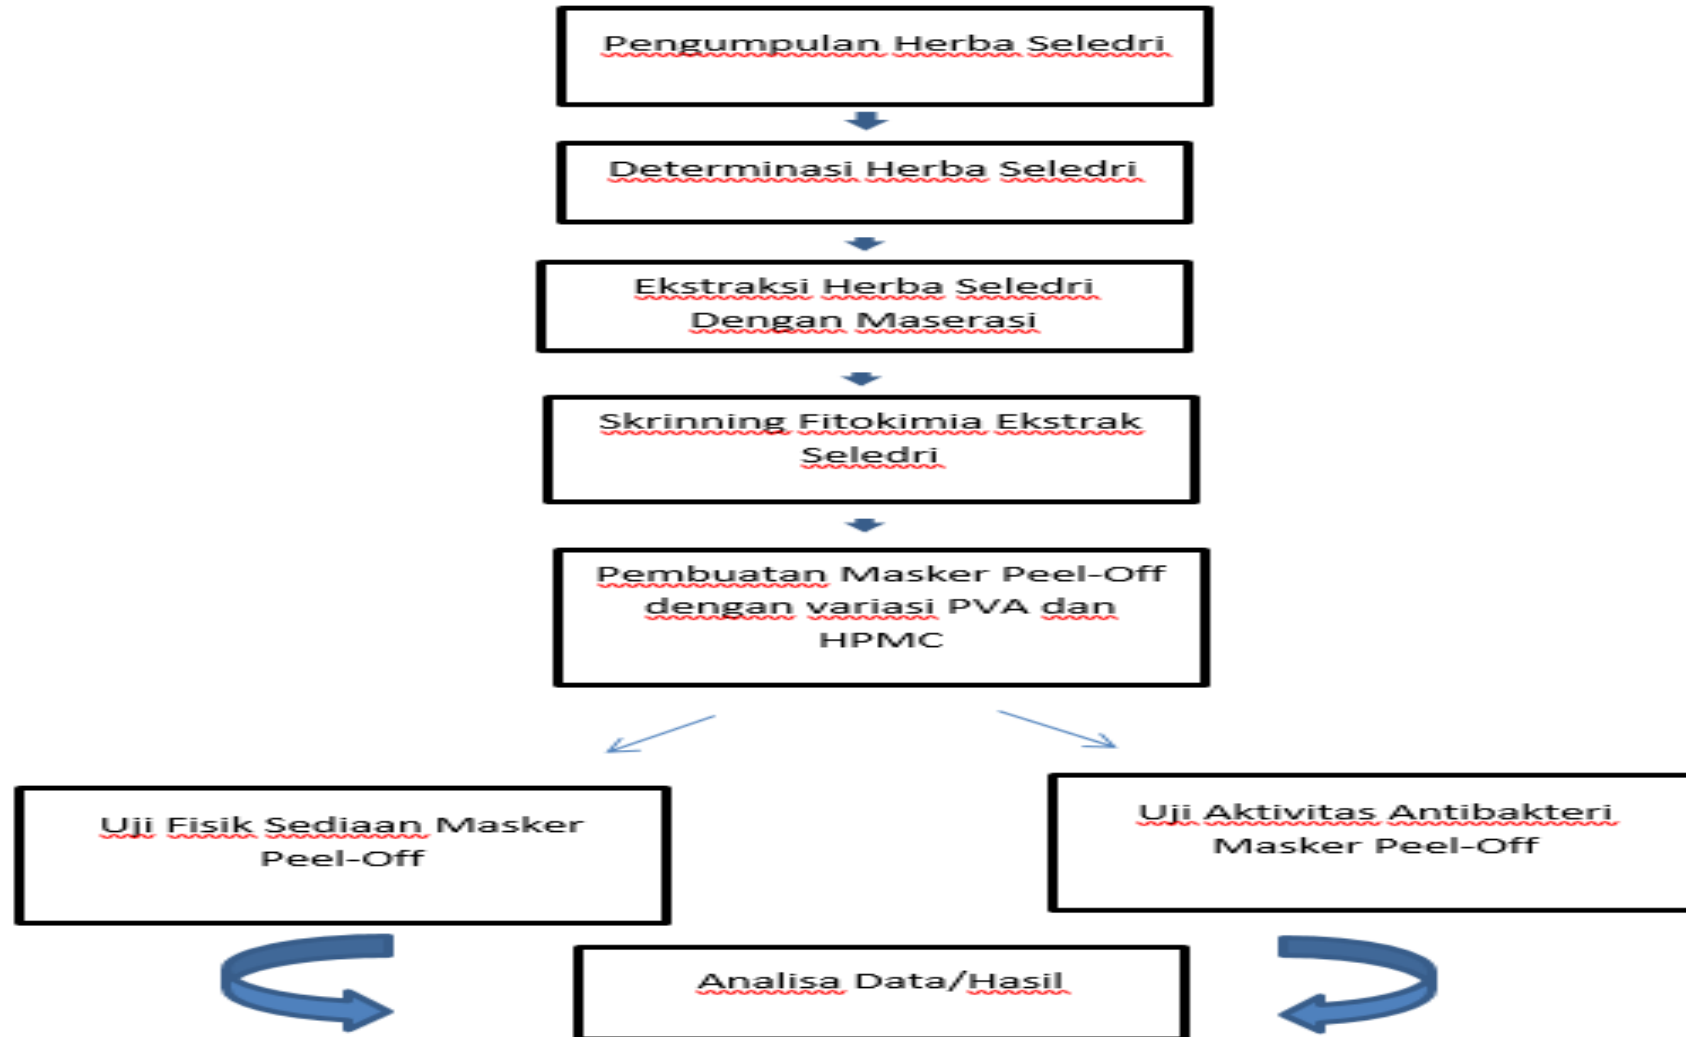 Pengumpulan Herba Seledri
Determinasi Herba Seledri
Ekstraksi Herba Seledri
Dengan Maserasi
Skrinning Fitokimia Ekstrak
Seledri
Pembuatan Masker Peel-Off
dengan variasi PVA dan
HPMC
Uji Fisik Sediaan Masker
Peel-Off
Uji Aktivitas Antibakteri
Masker Peel-Off
Analisa Data/Hasil